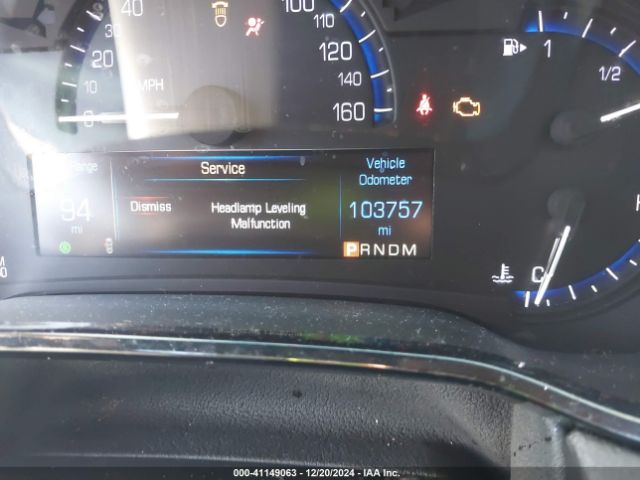 40
100
110
120
140
160
20
10
0
MPH
1
1/2
Range
Service
Vehicle
Odometer
94
Dismiss
Headlamp Leveling
Malfunction
103757
mi
mi
PRNDM
C
000-41149063 - 12/20/2024 - IAA Inc.